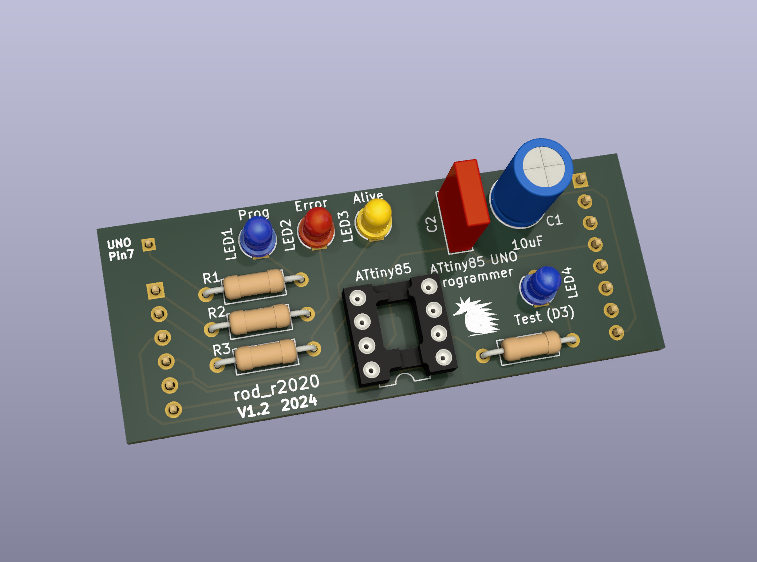 UNO
Pin7
Prog
LED1
Error
LED2
Alive
LED3
R1
R2
R3
rod_r2020
V1.2 2024
ATtiny85
C2
C1
10uF
ATtiny85 UNO
rogrammer
LED4
Test (D3)